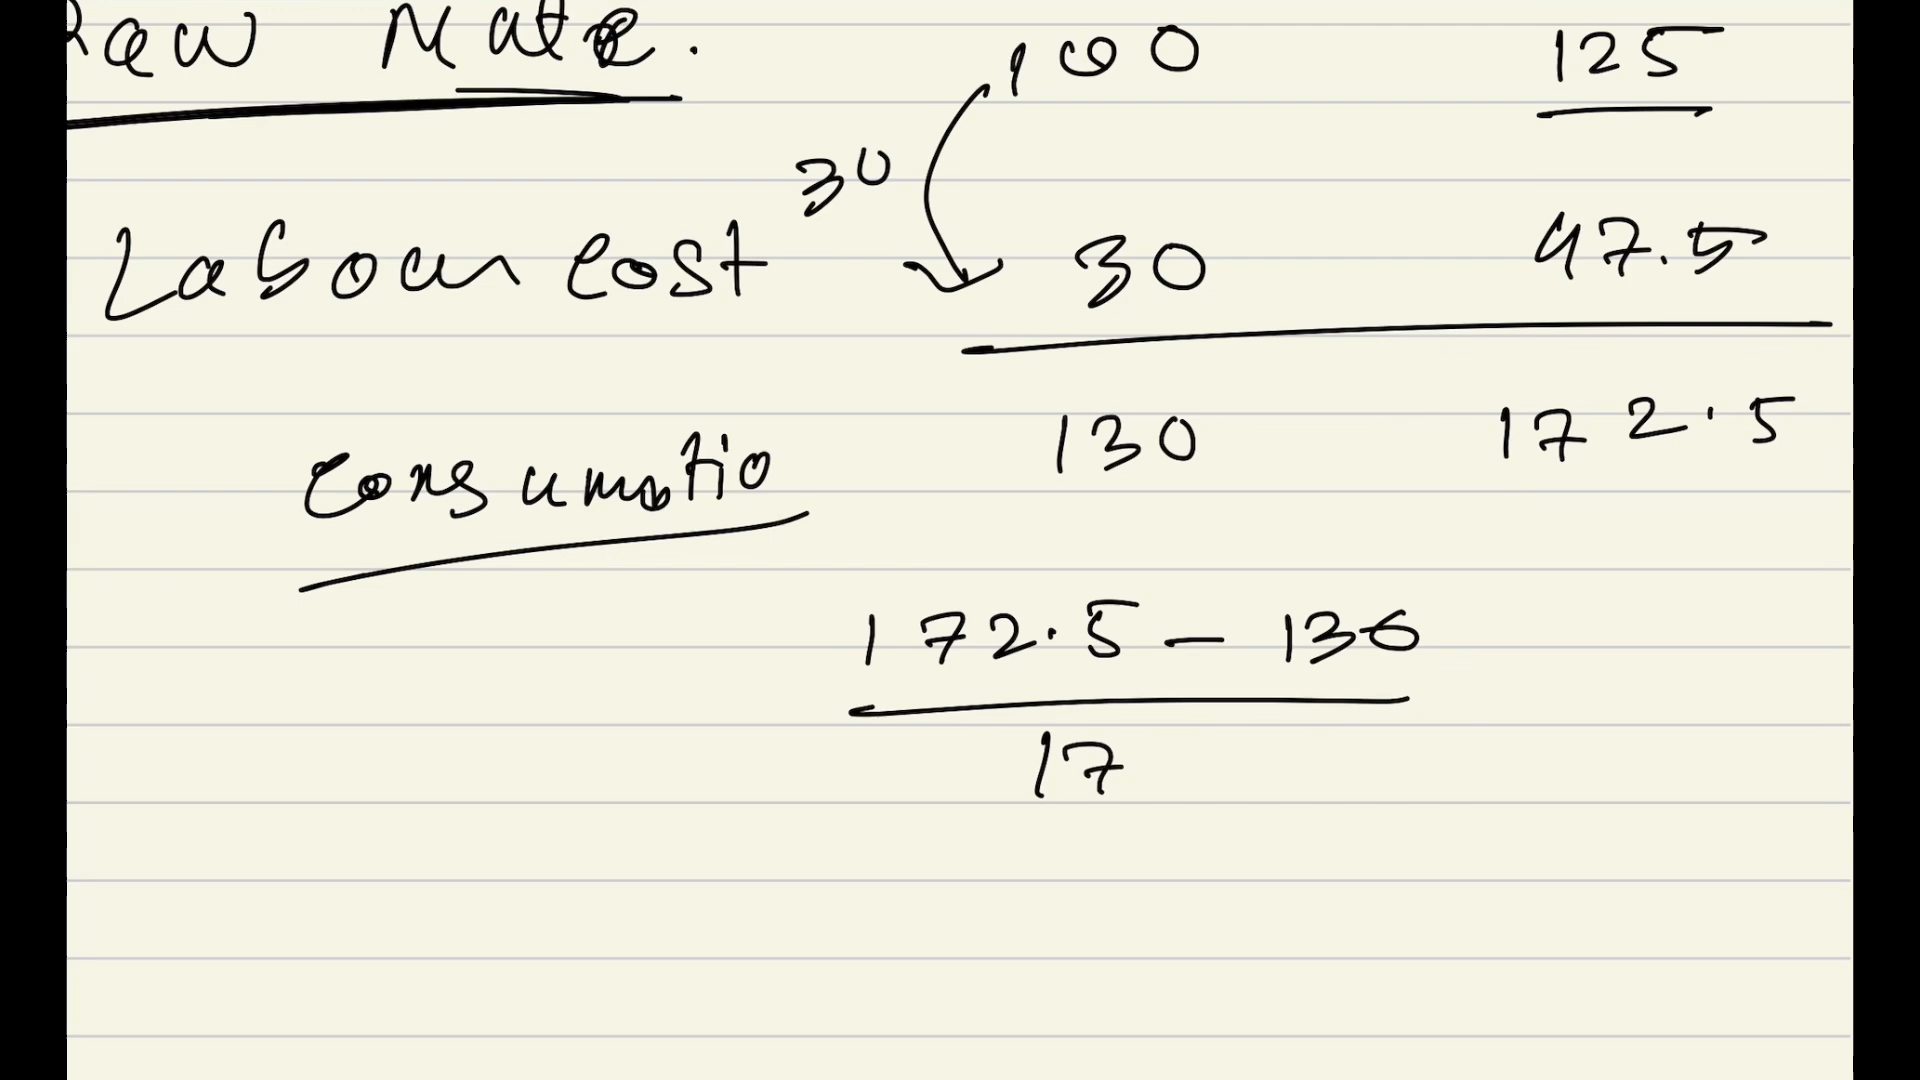 Raw Mate. 100 125
30
Labour cost 30 47.5
130 172.5
Consumptio
172.5 - 130
17